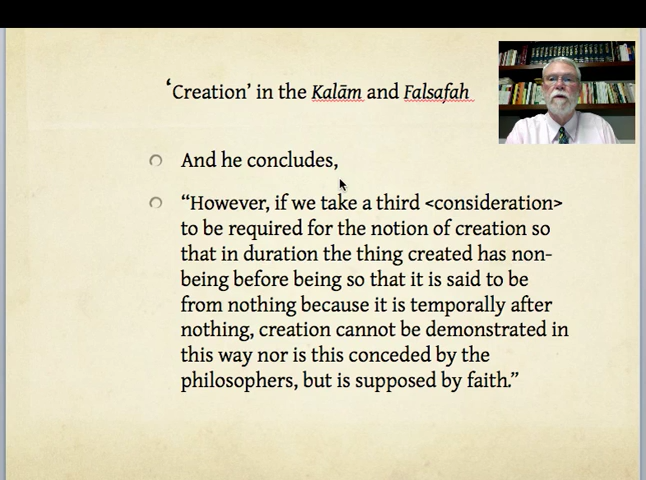 ‘Creation’ in the Kalām and Falsafah
And he concludes,
“However, if we take a third <consideration>
to be required for the notion of creation so
that in duration the thing created has non-
being before being so that it is said to be
from nothing because it is temporally after
nothing, creation cannot be demonstrated in
this way nor is this conceded by the
philosophers, but is supposed by faith.”